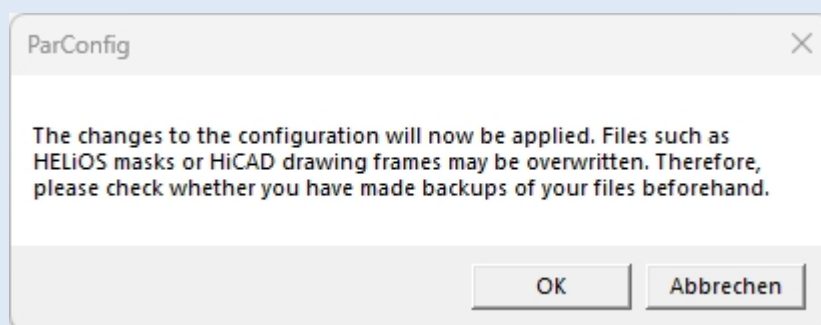 ParConfig
The changes to the configuration will now be applied. Files such as
HELiOS masks or HiCAD drawing frames may be overwritten. Therefore,
please check whether you have made backups of your files beforehand.
OK
Abbrechen